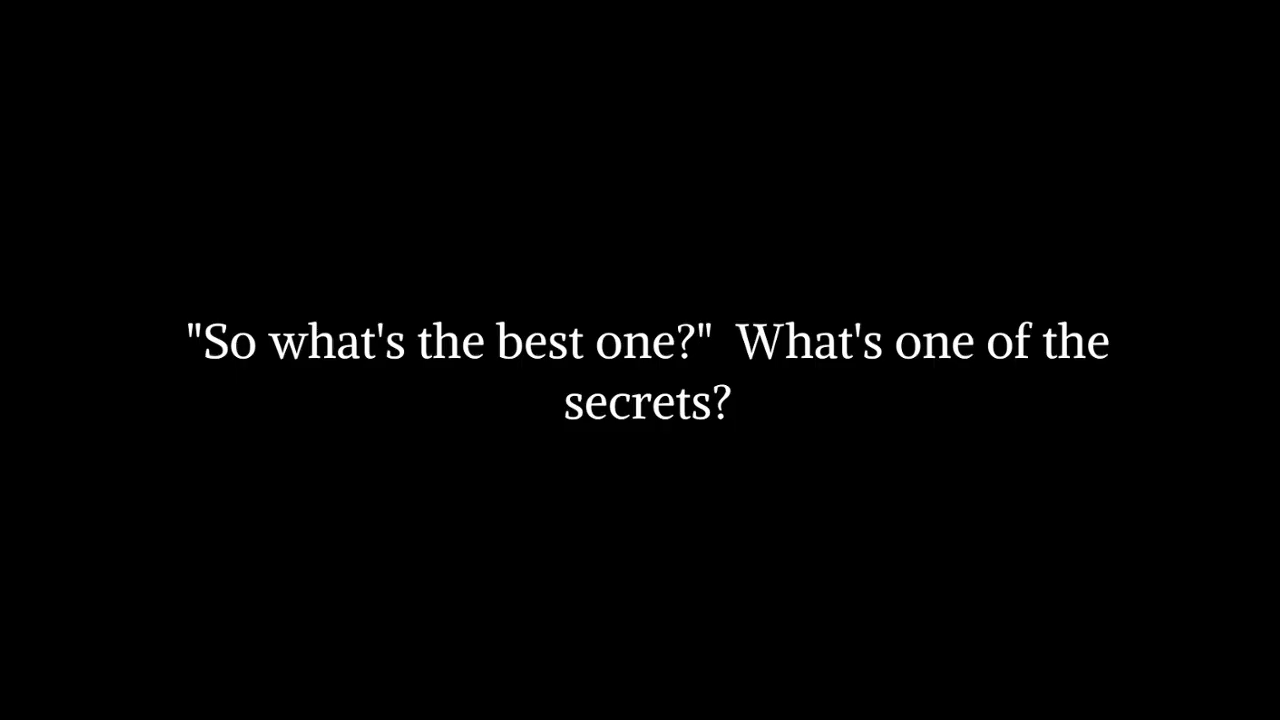 "So what's the best one?"  What's one of the
secrets?